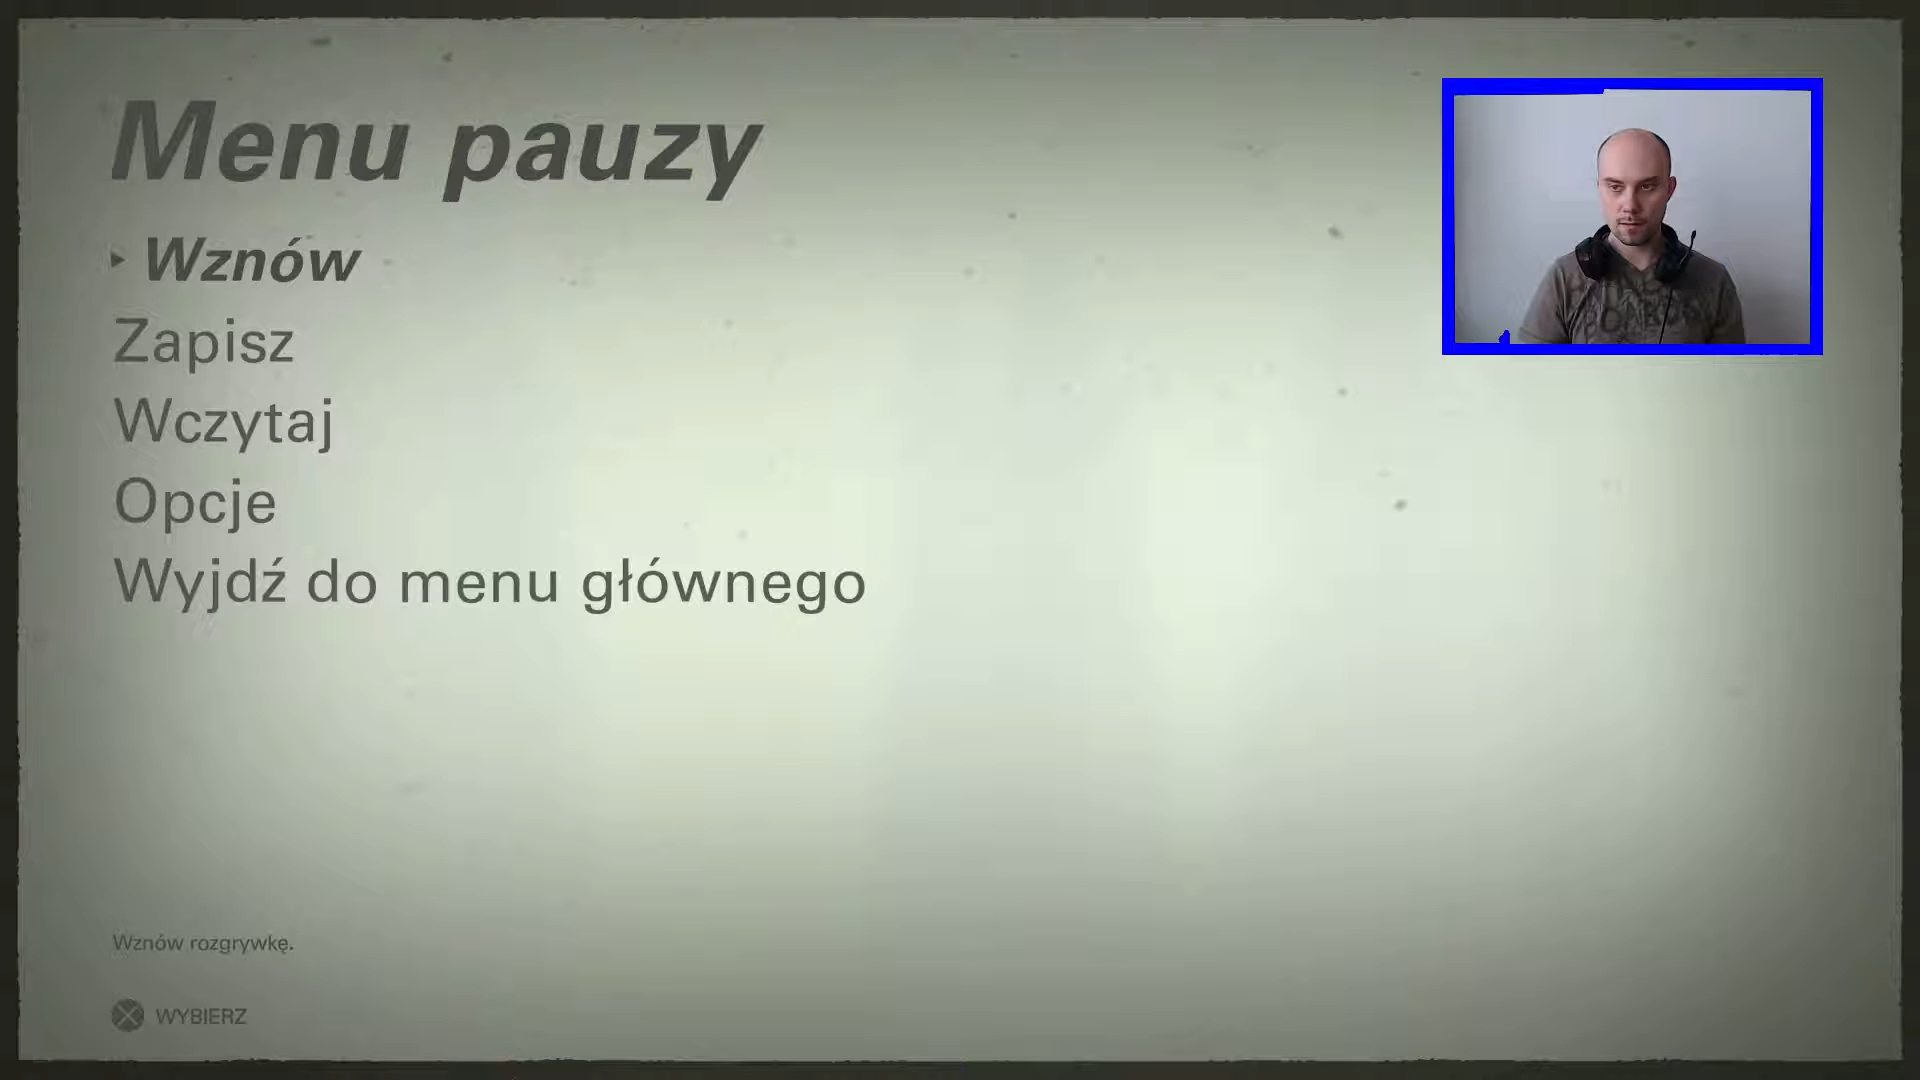 Menu pauzy
Wznów
Zapisz
Wczytaj
Opcje
Wyjdź do menu głównego
Wznów rozgrywkę.
WYBIERZ